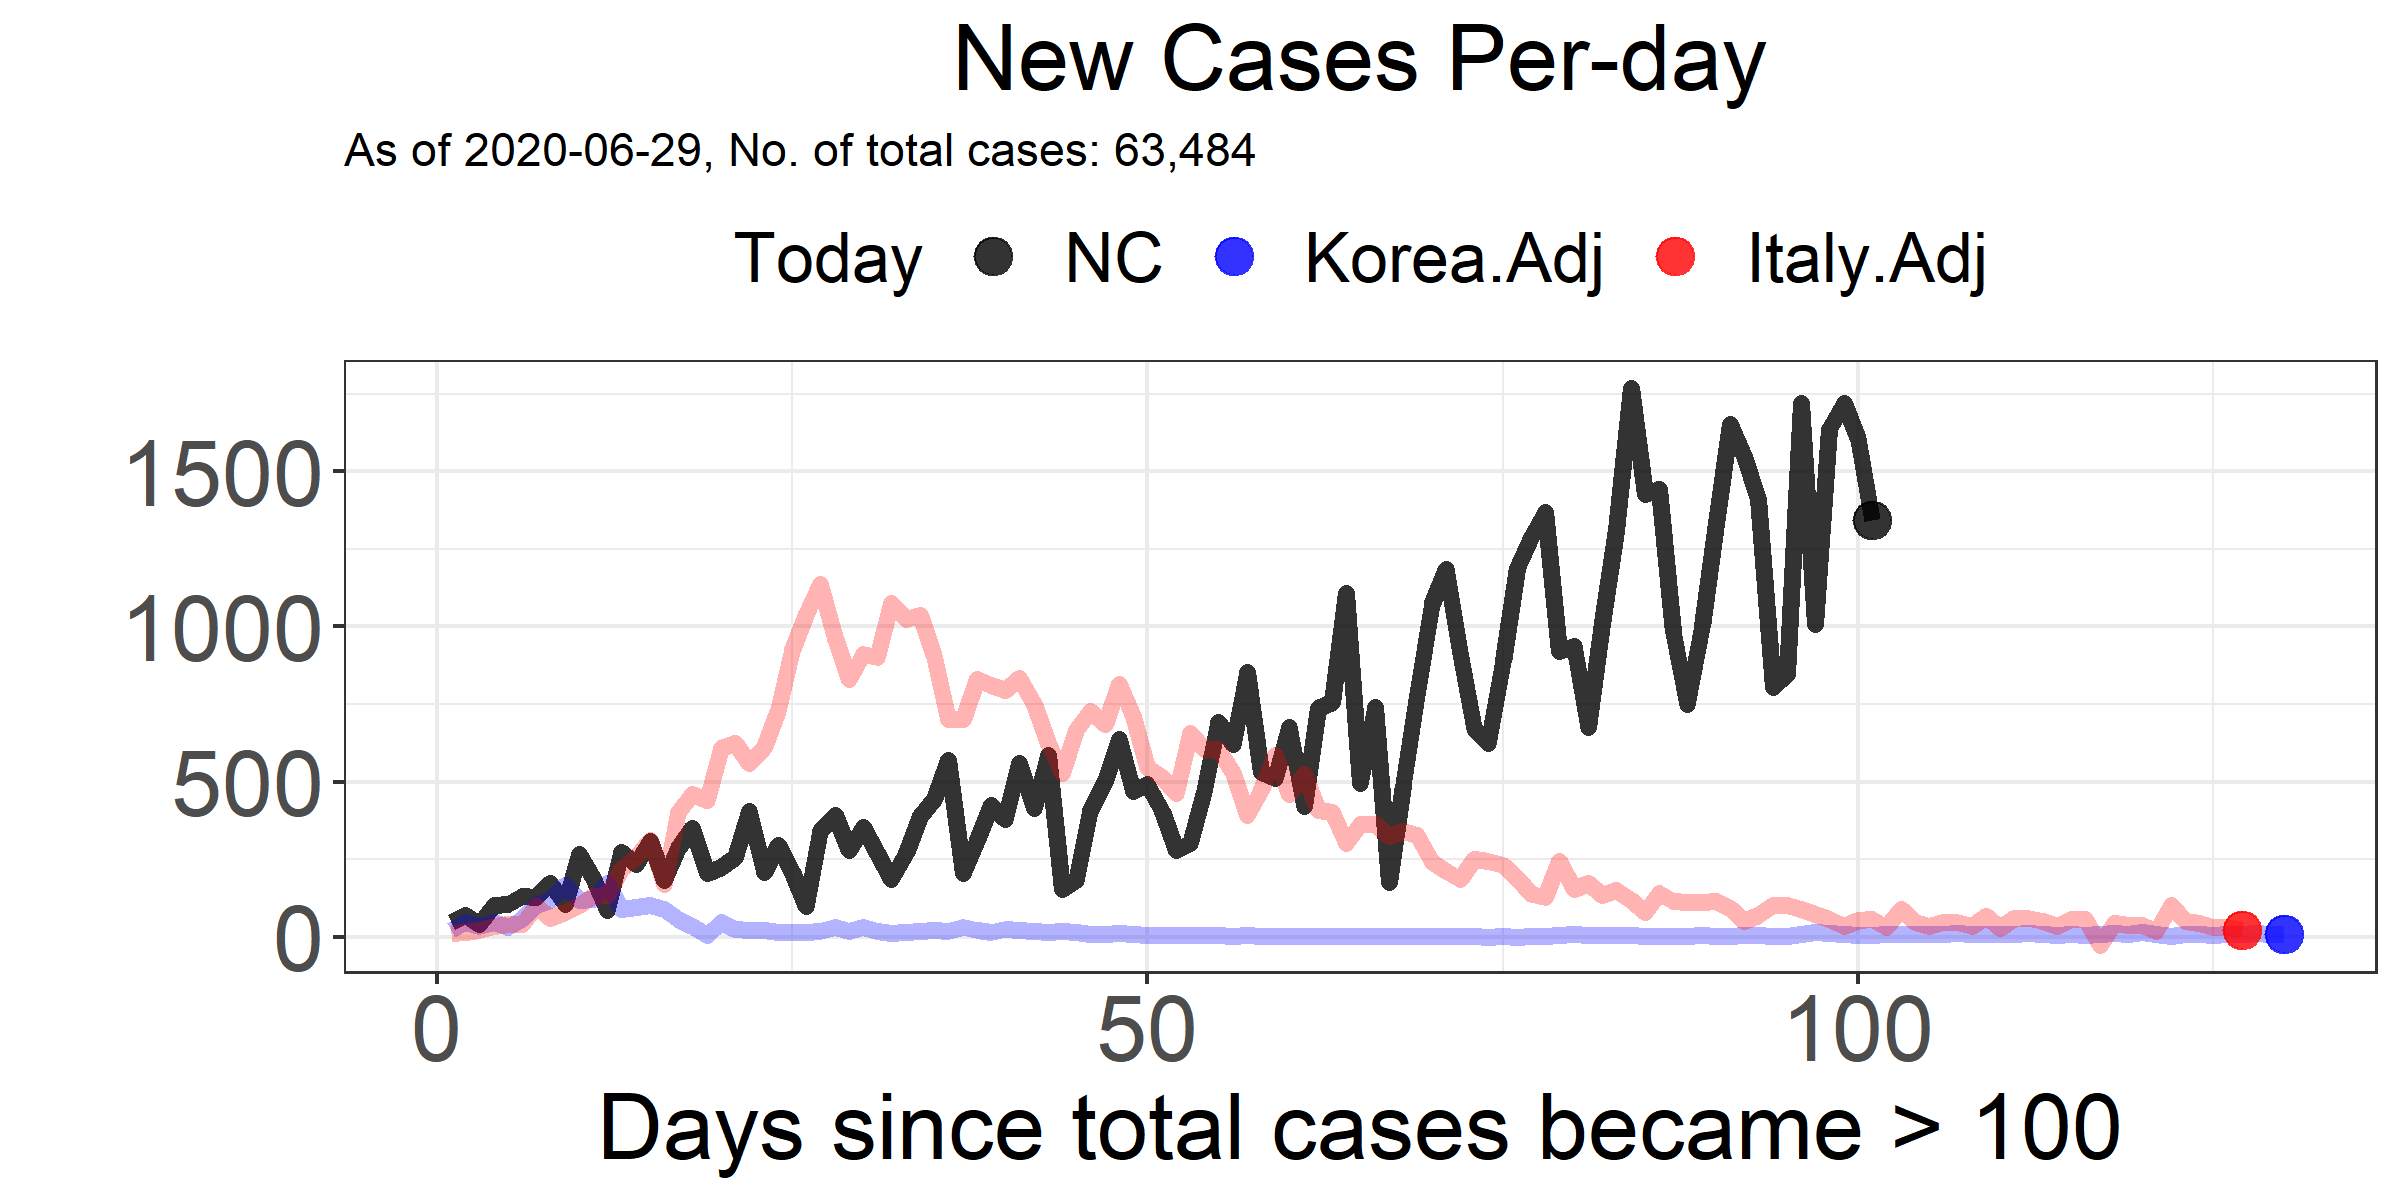 New Cases Per-day
As of 2020-06-29, No. of total cases: 63,484
Today NC Korea.Adj Italy.Adj
1500
1000
500
0
0 50 100
Days since total cases became > 100